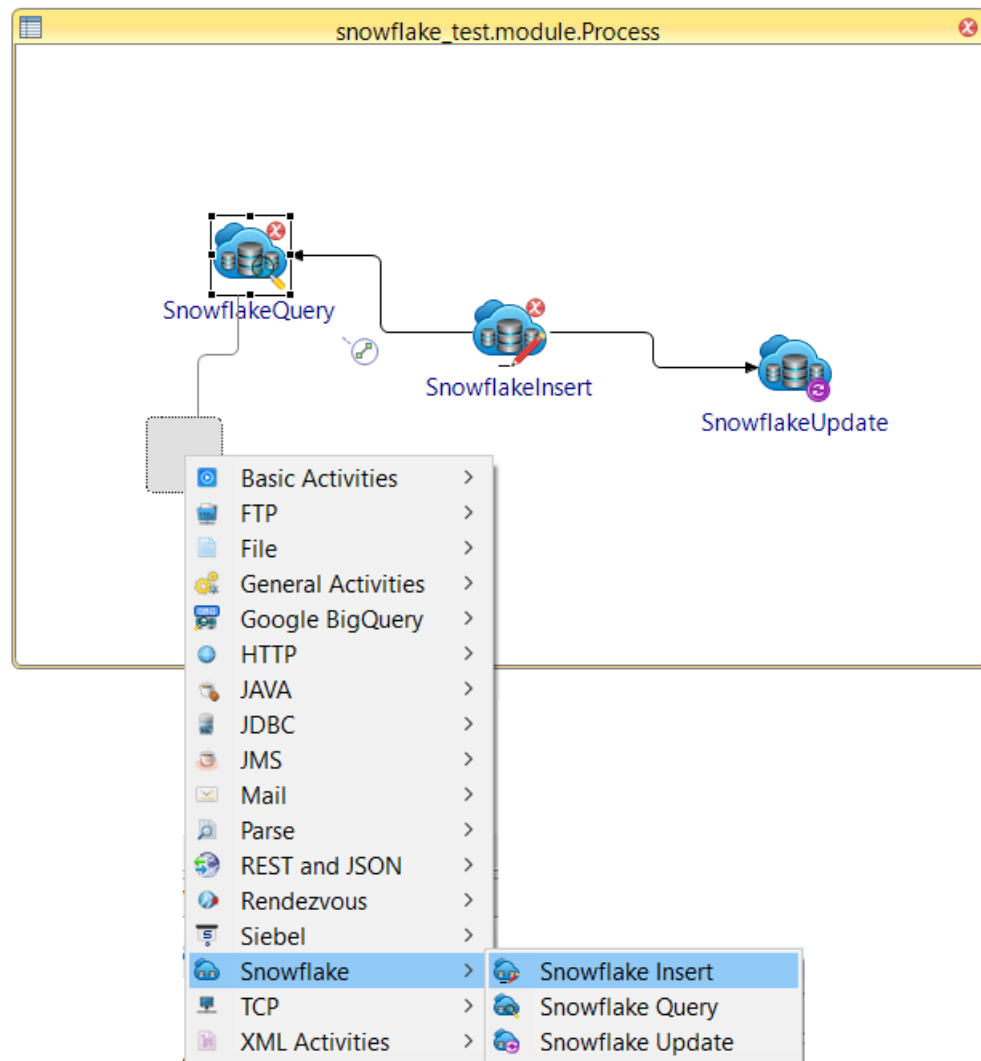 snowflake_test.module.Process
SnowflakeQuery
SnowflakeInsert
SnowflakeUpdate
Basic Activities
FTP
File
General Activities
Google BigQuery
HTTP
JAVA
JDBC
JMS
Mail
Parse
REST and JSON
Rendezvous
Siebel
Snowflake
Snowflake Insert
Snowflake Query
TCP
Snowflake Update
XML Activities